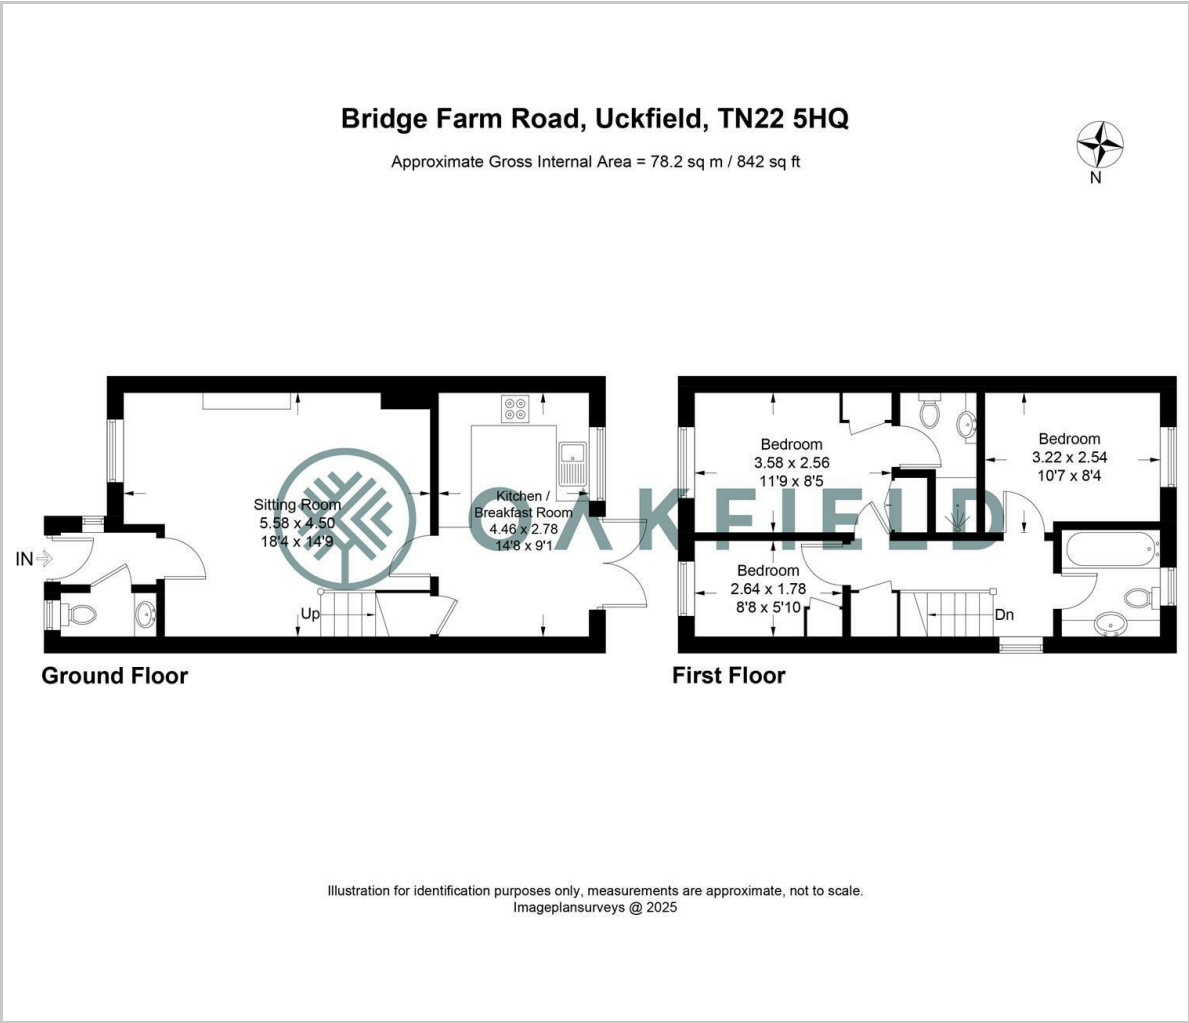 Bridge Farm Road, Uckfield, TN22 5HQ
Approximate Gross Internal Area = 78.2 sq m / 842 sq ft
N
Sitting Room
5.58 x 4.50
18'4 x 14'9
Kitchen /
Breakfast Room
4.46 x 2.78
14'8 x 9'1
IN
Up
Ground Floor
Bedroom
3.58 x 2.56
11'9 x 8'5
Bedroom
3.22 x 2.54
10'7 x 8'4
Bedroom
2.64 x 1.78
8'8 x 5'10
Dn
First Floor
OAKFIELD
Illustration for identification purposes only, measurements are approximate, not to scale.
Imageplansurveys @ 2025